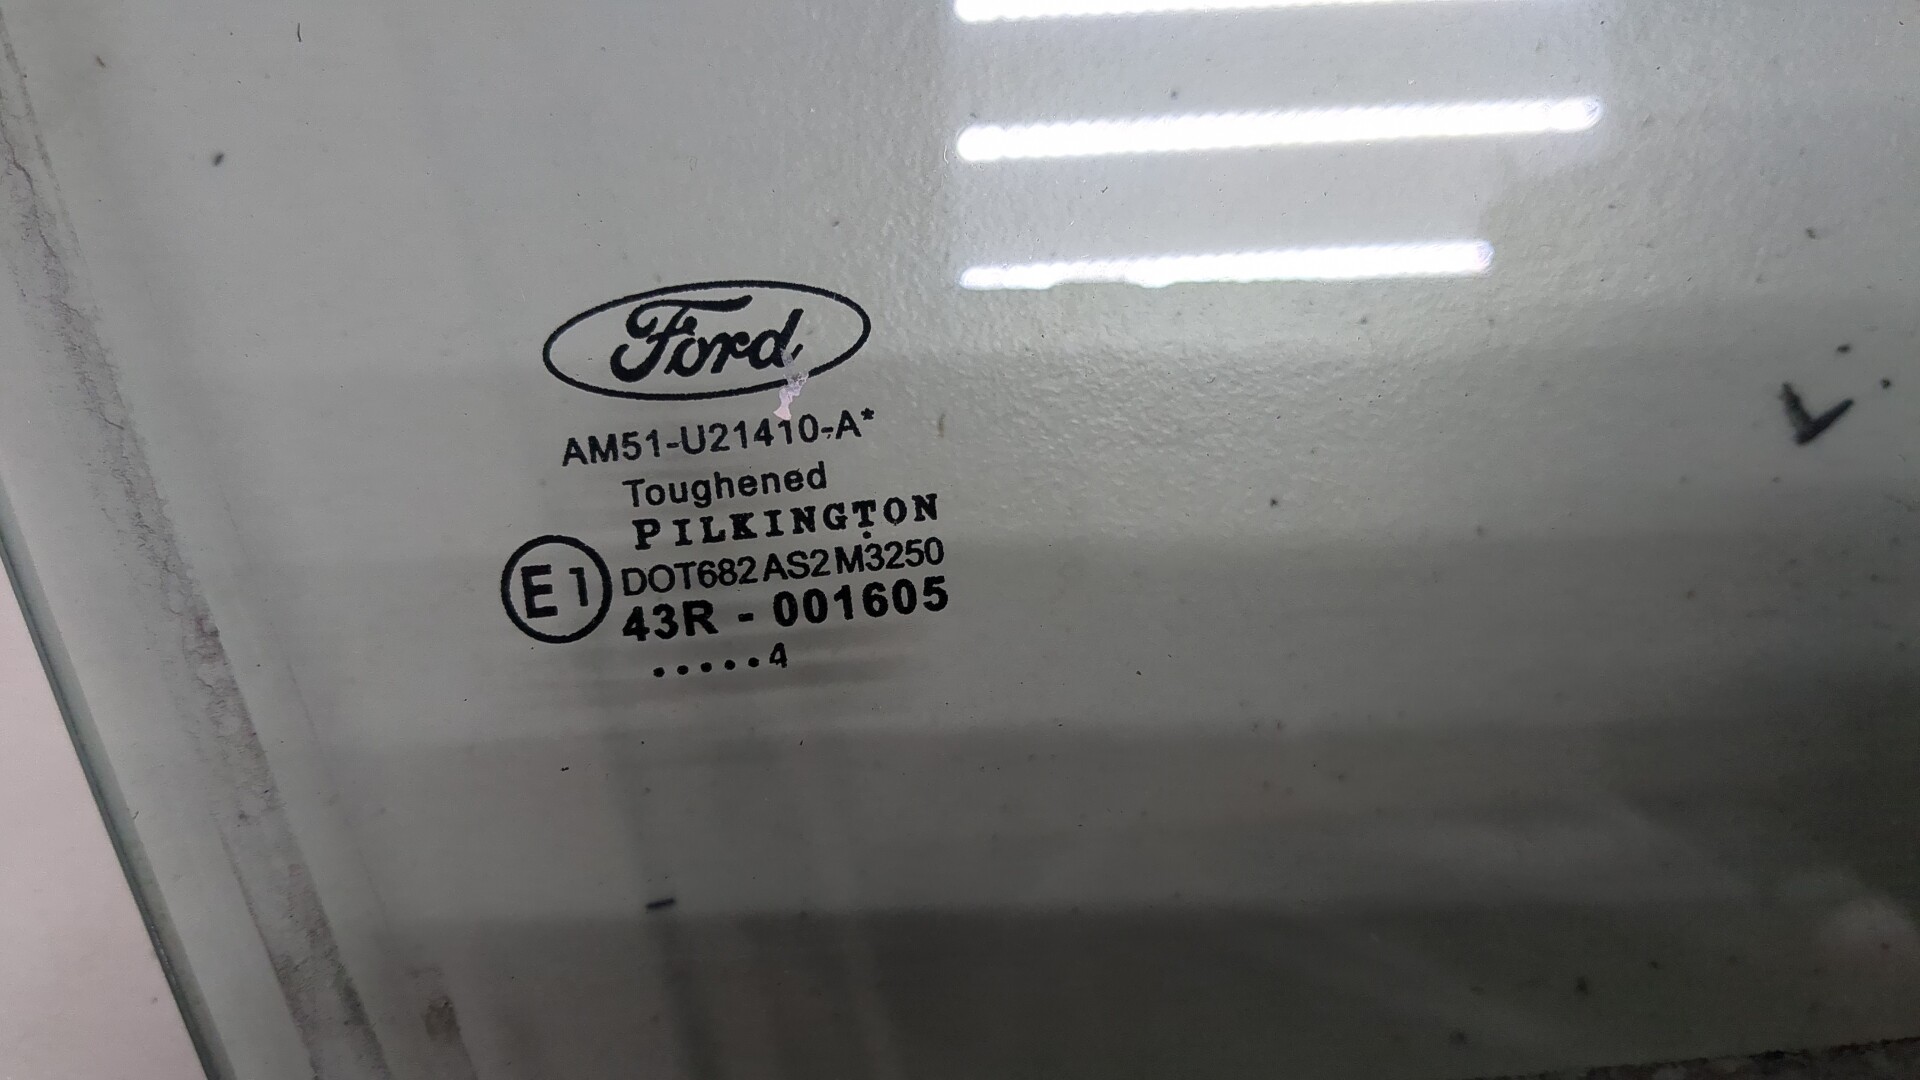 Ford
AM51-U21410-A*
Toughened
PILKINGTON
E1
DOT682 AS2 M3250
43R - 001605
.....4